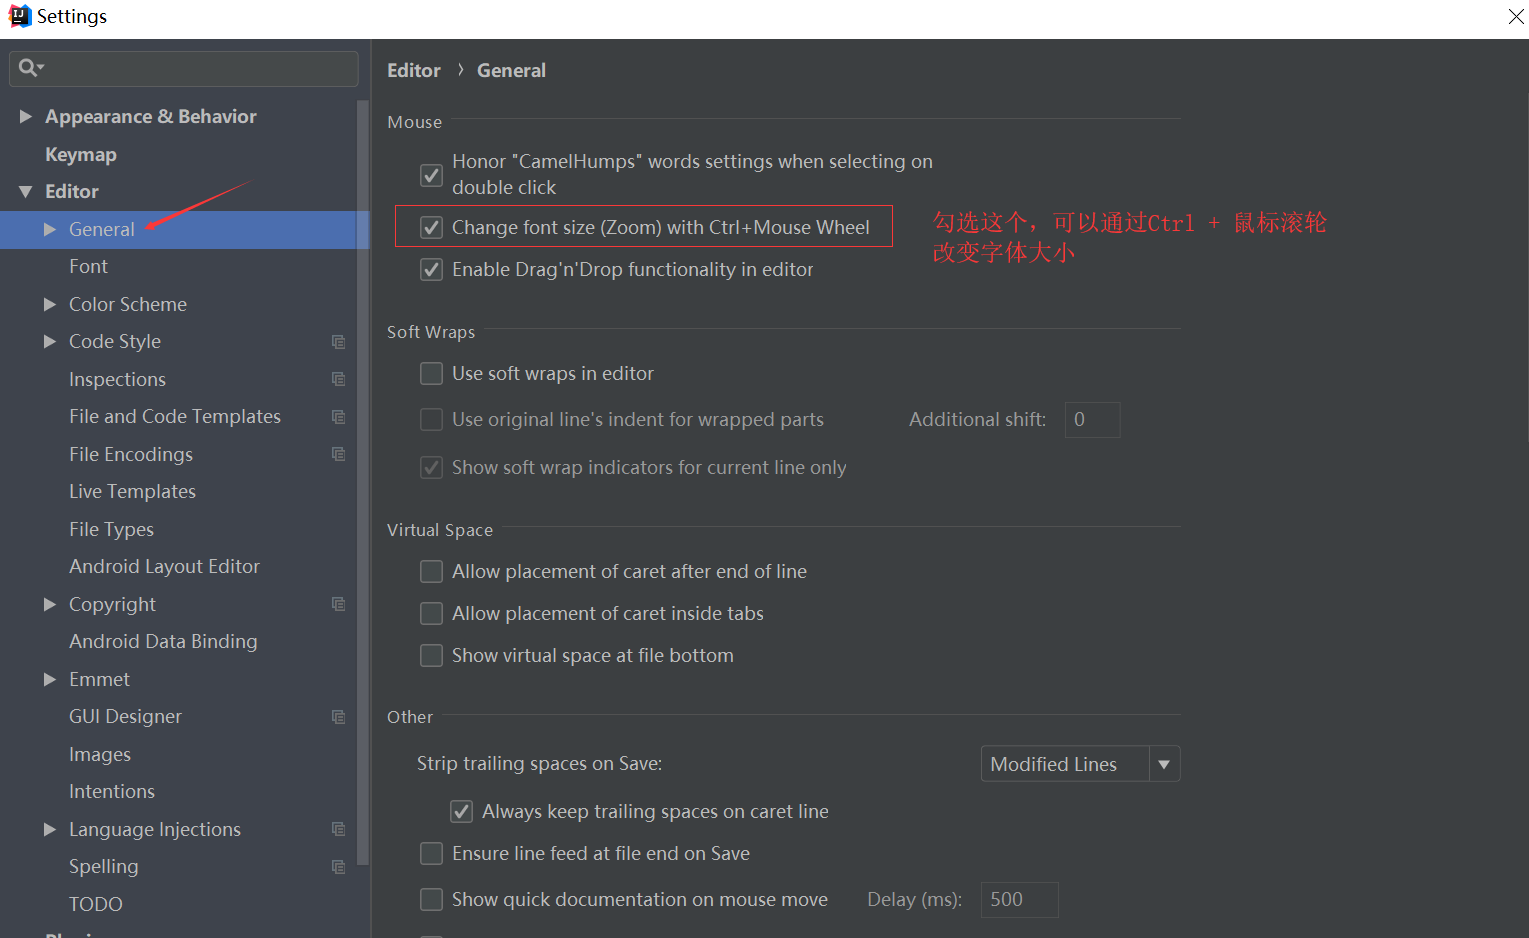 Settings
Appearance & Behavior
Keymap
Editor
General
Font
Color Scheme
Code Style
Inspections
File and Code Templates
File Encodings
Live Templates
File Types
Android Layout Editor
Copyright
Android Data Binding
Emmet
GUI Designer
Images
Intentions
Language Injections
Spelling
TODO
Editor › General
Mouse
Honor "CamelHumps" words settings when selecting on
double click
Change font size (Zoom) with Ctrl+Mouse Wheel
勾选这个，可以通过Ctrl + 鼠标滚轮
改变字体大小
Enable Drag'n'Drop functionality in editor
Soft Wraps
Use soft wraps in editor
Use original line's indent for wrapped parts Additional shift: 0
Show soft wrap indicators for current line only
Virtual Space
Allow placement of caret after end of line
Allow placement of caret inside tabs
Show virtual space at file bottom
Other
Strip trailing spaces on Save: Modified Lines
Always keep trailing spaces on caret line
Ensure line feed at file end on Save
Show quick documentation on mouse move Delay (ms): 500